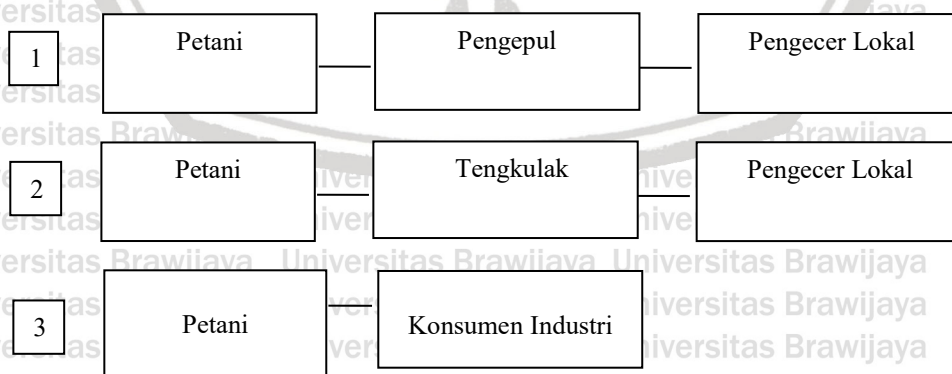 1 Petani Pengepul Pengecer Lokal
2 Petani Tengkulak Pengecer Lokal
3 Petani Konsumen Industri